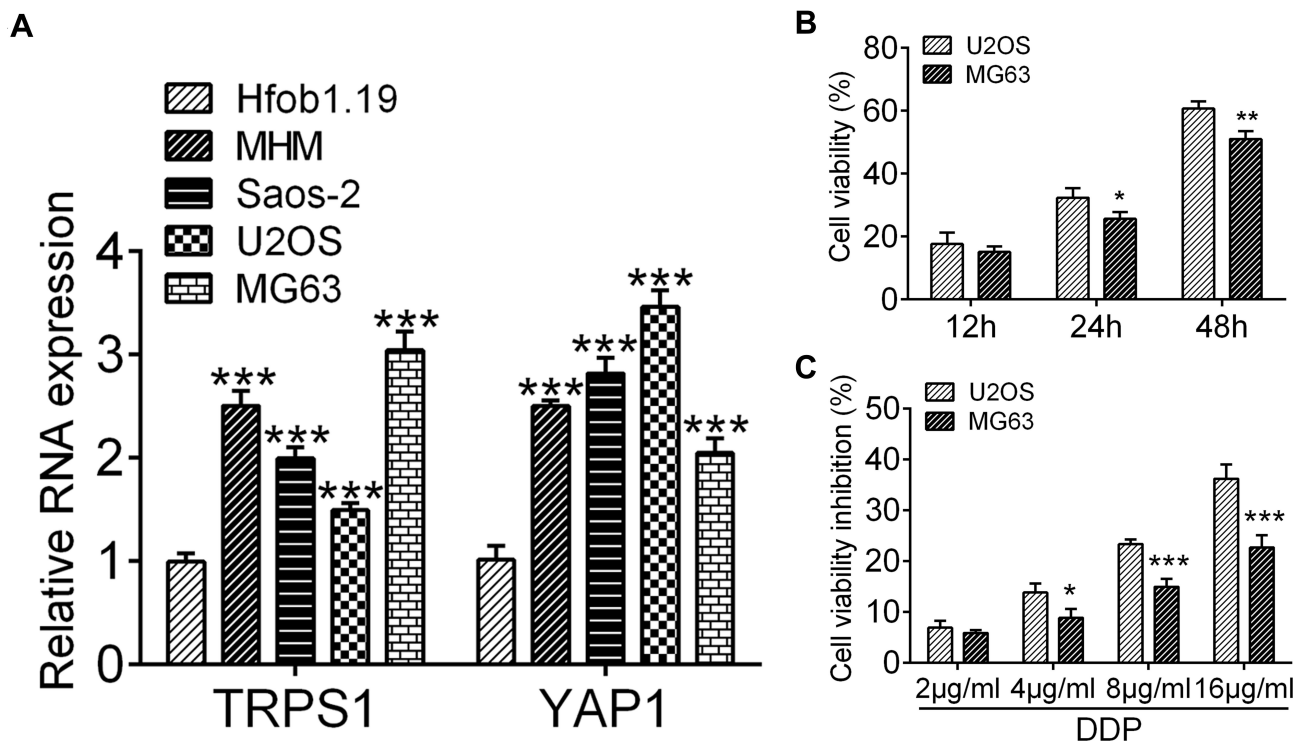 A
Hfob1.19
MHM
Saos-2
U2OS
MG63
Relative RNA expression
4
3
2
1
0
***
***
***
***
***
***
***
***
TRPS1
YAP1
B
U2OS
MG63
Cell viability (%)
80
60
40
20
0
*
**
12h
24h
48h
C
U2OS
MG63
Cell viability inhibition (%)
50
40
30
20
10
0
*
***
***
2μg/ml 4μg/ml 8μg/ml 16μg/ml
DDP